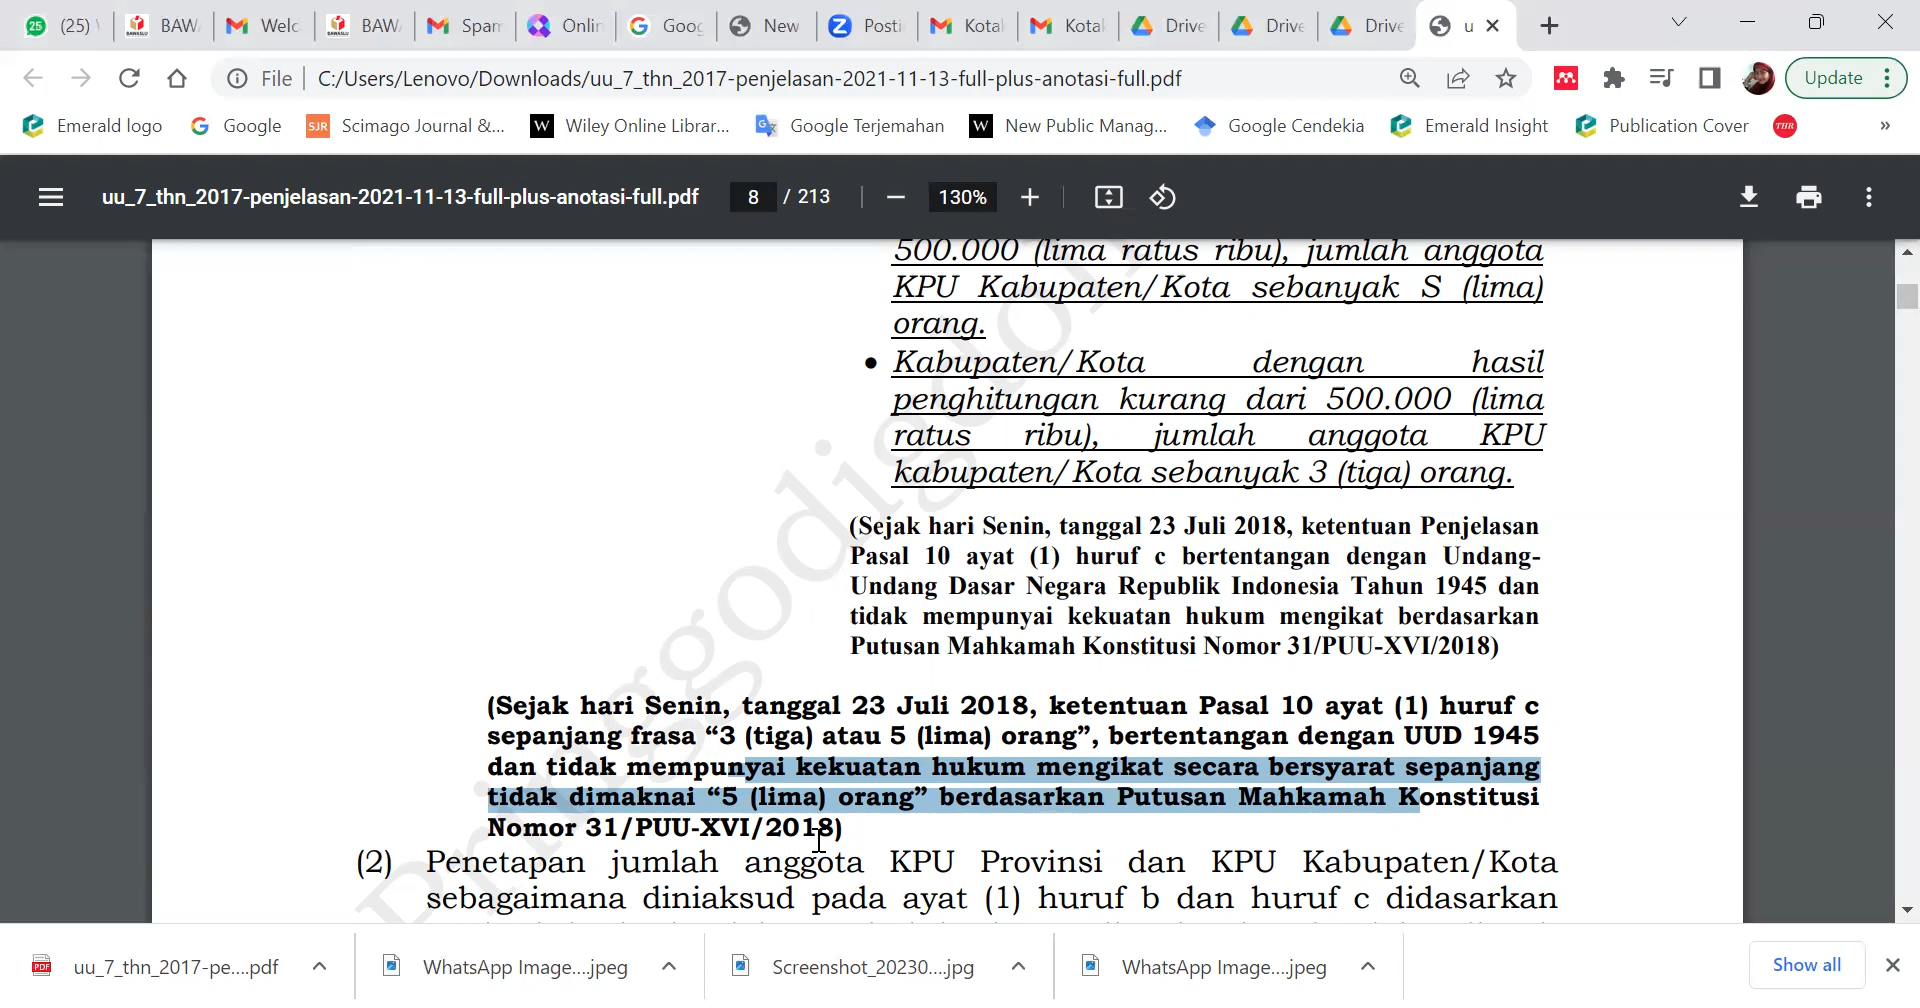 25 (25) BAW Welc BAW Spam Onlin Goog New Posti Kotal Kotal Drive Drive Drive u
File C:/Users/Lenovo/Downloads/uu_7_thn_2017-penjelasan-2021-11-13-full-plus-anotasi-full.pdf Update
Emerald logo Google SJR Scimago Journal &... W Wiley Online Librar... Google Terjemahan W New Public Manag... Google Cendekia Emerald Insight Publication Cover THR »
uu_7_thn_2017-penjelasan-2021-11-13-full-plus-anotasi-full.pdf 8 / 213 130%
500.000 (lima ratus ribu), jumlah anggota
KPU Kabupaten/Kota sebanyak S (lima)
orang.
• Kabupaten/Kota dengan hasil
penghitungan kurang dari 500.000 (lima
ratus ribu), jumlah anggota KPU
kabupaten/Kota sebanyak 3 (tiga) orang.
(Sejak hari Senin, tanggal 23 Juli 2018, ketentuan Penjelasan
Pasal 10 ayat (1) huruf c bertentangan dengan Undang-
Undang Dasar Negara Republik Indonesia Tahun 1945 dan
tidak mempunyai kekuatan hukum mengikat berdasarkan
Putusan Mahkamah Konstitusi Nomor 31/PUU-XVI/2018)
(Sejak hari Senin, tanggal 23 Juli 2018, ketentuan Pasal 10 ayat (1) huruf c
sepanjang frasa “3 (tiga) atau 5 (lima) orang”, bertentangan dengan UUD 1945
dan tidak mempunyai kekuatan hukum mengikat secara bersyarat sepanjang
tidak dimaknai “5 (lima) orang” berdasarkan Putusan Mahkamah Konstitusi
Nomor 31/PUU-XVI/2018)
(2) Penetapan jumlah anggota KPU Provinsi dan KPU Kabupaten/Kota
sebagaimana diniaksud pada ayat (1) huruf b dan huruf c didasarkan
Pringgodigdo
uu_7_thn_2017-pe....pdf WhatsApp Image....jpeg Screenshot_20230....jpg WhatsApp Image....jpeg Show all